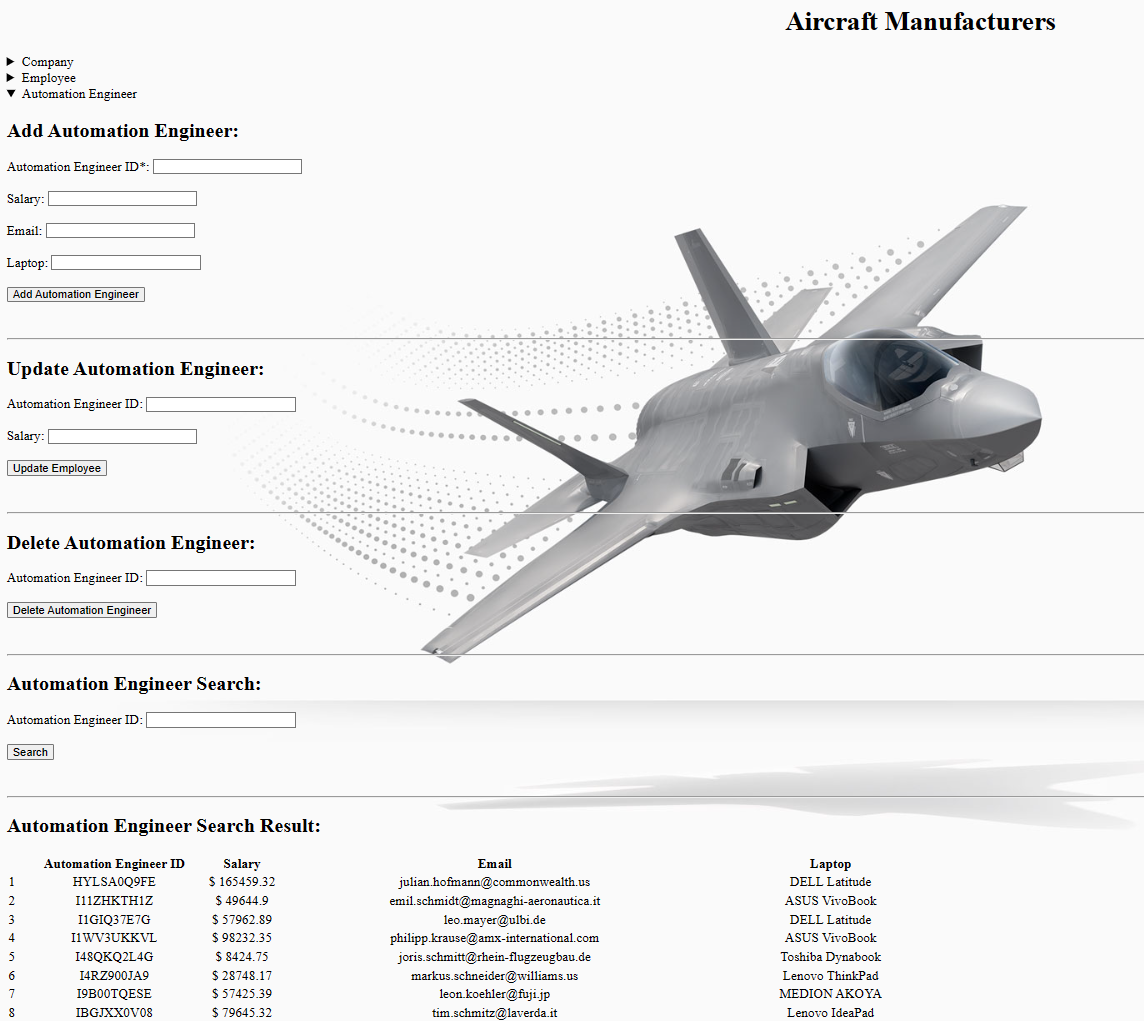 Aircraft Manufacturers
Company
Employee
Automation Engineer
Add Automation Engineer:
Automation Engineer ID*:
Salary:
Email:
Laptop:
Add Automation Engineer
Update Automation Engineer:
Automation Engineer ID:
Salary:
Update Employee
Delete Automation Engineer:
Automation Engineer ID:
Delete Automation Engineer
Automation Engineer Search:
Automation Engineer ID:
Search
Automation Engineer Search Result:
Automation Engineer ID Salary Email Laptop
1 HYLSA0Q9FE $ 165459.32 julian.hofmann@commonwealth.us DELL Latitude
2 I11ZHKTH1Z $ 49644.9 emil.schmidt@magnaghi-aeronautica.it ASUS VivoBook
3 I1GIQ37E7G $ 57962.89 leo.mayer@ulbi.de DELL Latitude
4 I1WV3UKKVL $ 98232.35 philipp.krause@amx-international.com ASUS VivoBook
5 I48QKQ2L4G $ 8424.75 joris.schmitt@rhein-flugzeugbau.de Toshiba Dynabook
6 I4RZ900JA9 $ 28748.17 markus.schneider@williams.us Lenovo ThinkPad
7 I9B00TQESE $ 57425.39 leon.koehler@fuji.jp MEDION AKOYA
8 IBGJXX0V08 $ 79645.32 tim.schmitz@laverda.it Lenovo IdeaPad